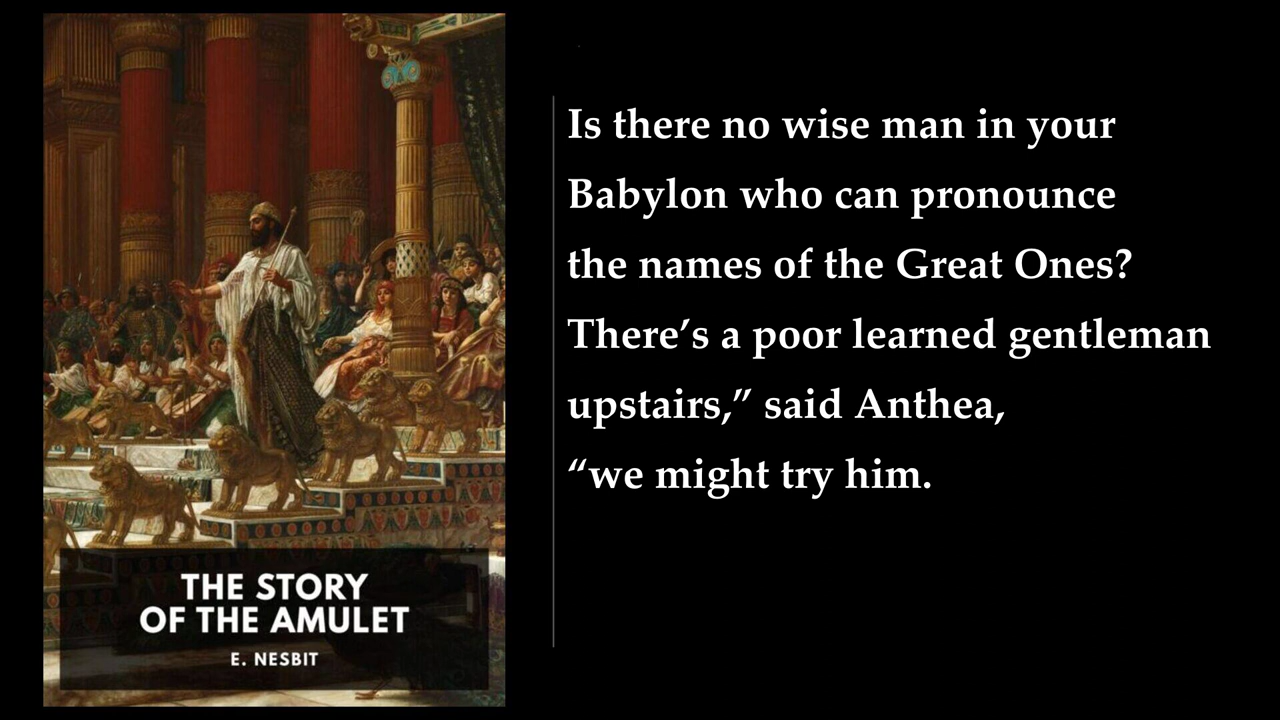 THE STORY
OF THE AMULET
E. NESBIT
Is there no wise man in your
Babylon who can pronounce
the names of the Great Ones?
There’s a poor learned gentleman
upstairs,” said Anthea,
“we might try him.